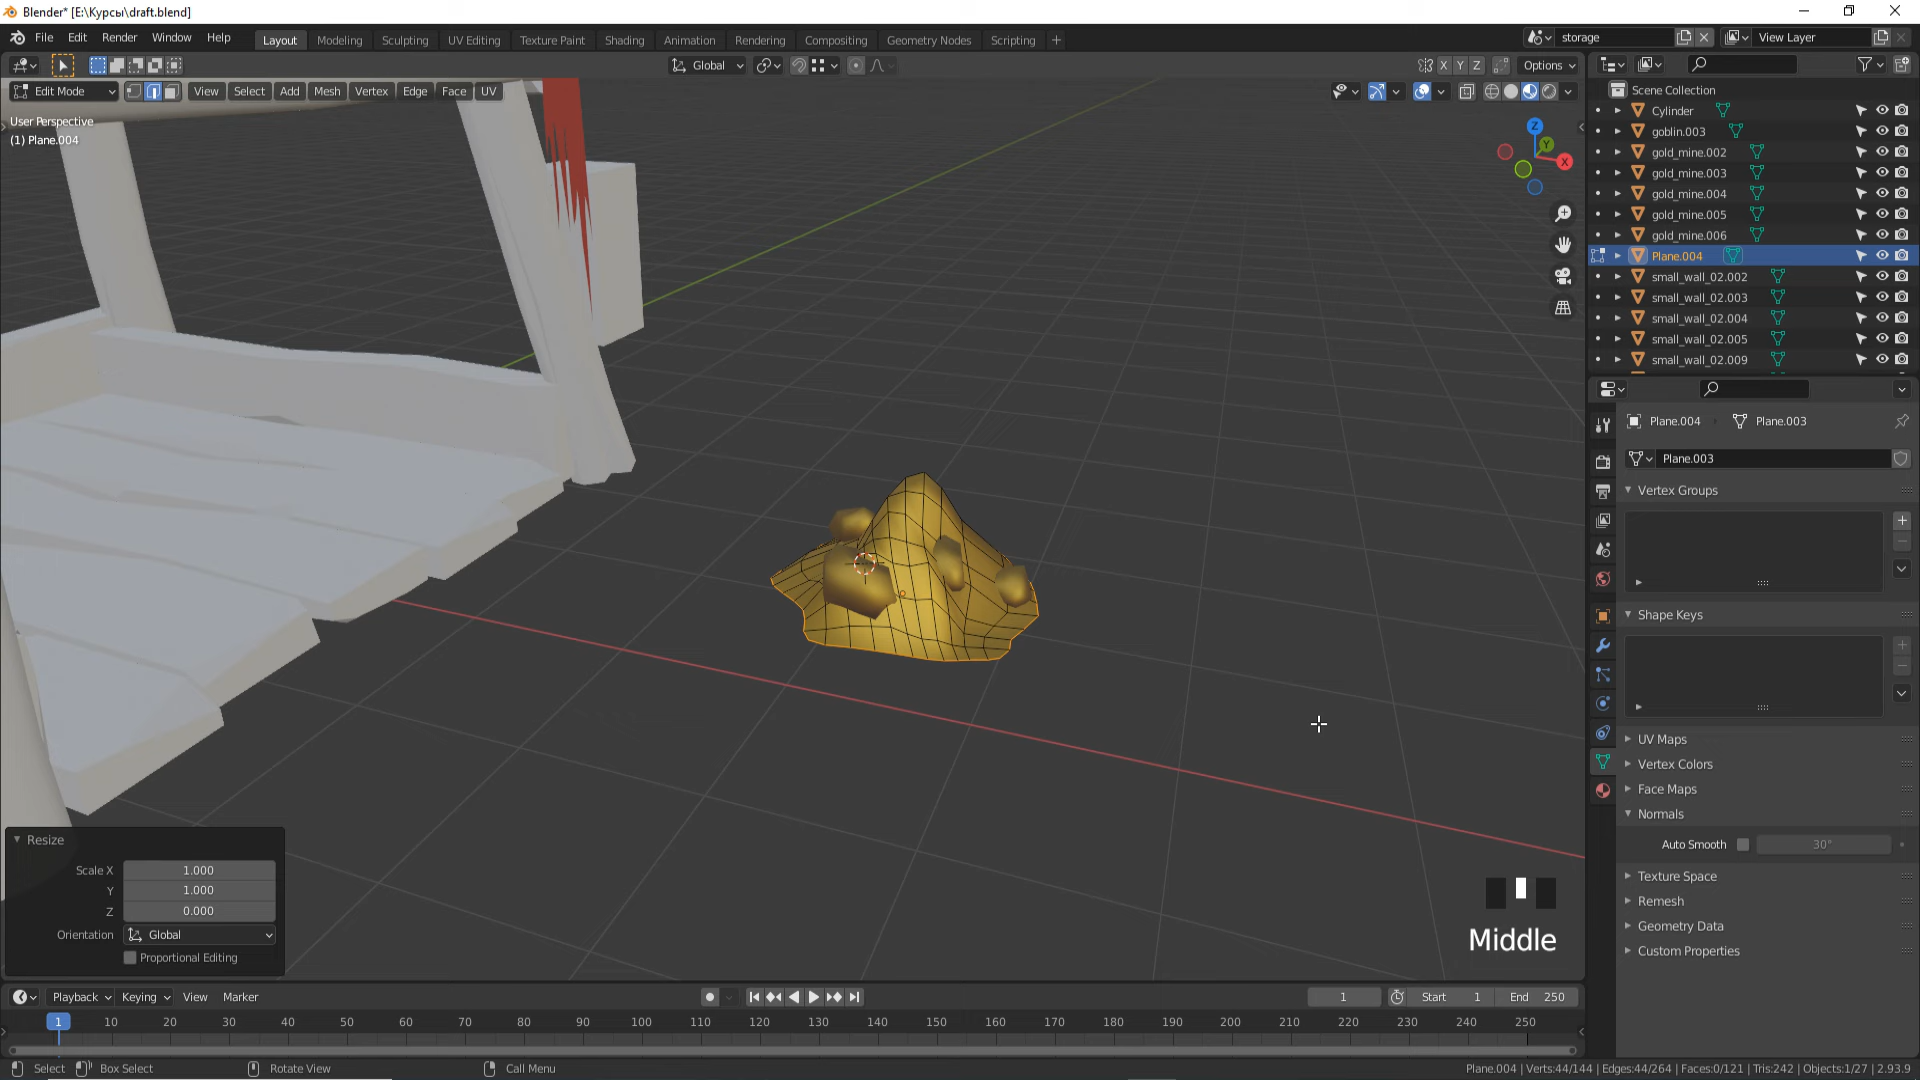 Blender* [E:\Курсы\draft.blend]
File Edit Render Window Help
Layout Modeling Sculpting UV Editing Texture Paint Shading Animation Rendering Compositing Geometry Nodes Scripting
storage
View Layer
Global
X Y Z
Options
Edit Mode
View Select Add Mesh Vertex Edge Face UV
User Perspective
(1) Plane.004
Z
Y
X
Scene Collection
Cylinder
goblin.003
gold_mine.002
gold_mine.003
gold_mine.004
gold_mine.005
gold_mine.006
Plane.004
small_wall_02.002
small_wall_02.003
small_wall_02.004
small_wall_02.005
small_wall_02.009
Plane.004 Plane.003
Plane.003
Vertex Groups
Shape Keys
UV Maps
Vertex Colors
Face Maps
Normals
Auto Smooth 30°
Texture Space
Remesh
Geometry Data
Custom Properties
Resize
Scale X 1.000
Y 1.000
Z 0.000
Orientation Global
Proportional Editing
Middle
Playback Keying View Marker
1
Start 1
End 250
1 10 20 30 40 50 60 70 80 90 100 110 120 130 140 150 160 170 180 190 200 210 220 230 240 250
Select Box Select Rotate View Call Menu
Plane.004 | Verts:44/144 | Edges:44/264 | Faces:0/121 | Tris:242 | Objects:1/27 | 2.93.9